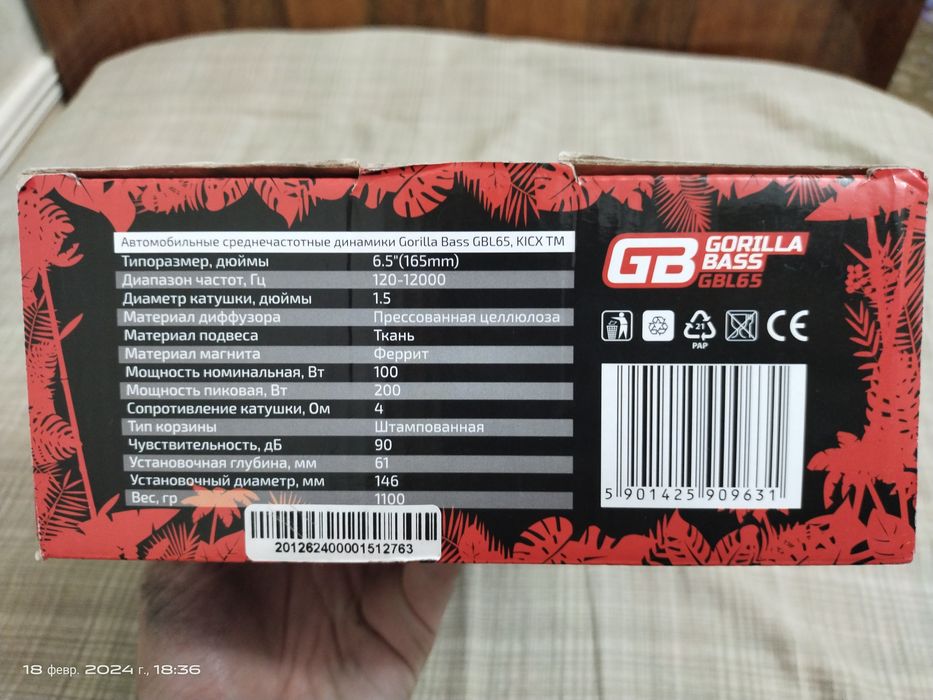 Автомобильные среднечастотные динамики Gorilla Bass GBL65, KICX TM
Типоразмер, дюймы 6.5"(165mm)
Диапазон частот, Гц 120-12000
Диаметр катушки, дюймы 1.5
Материал диффузора Прессованная целлюлоза
Материал подвеса Ткань
Материал магнита Феррит
Мощность номинальная, Вт 100
Мощность пиковая, Вт 200
Сопротивление катушки, Ом 4
Тип корзины Штампованная
Чувствительность, дБ 90
Установочная глубина, мм 61
Установочный диаметр, мм 146
Вес, гр 1100
201262400001512763
GB GORILLA
BASS
GBL65
21
PAP
CE
5 901425 909631
18 февр. 2024 г., 18:36